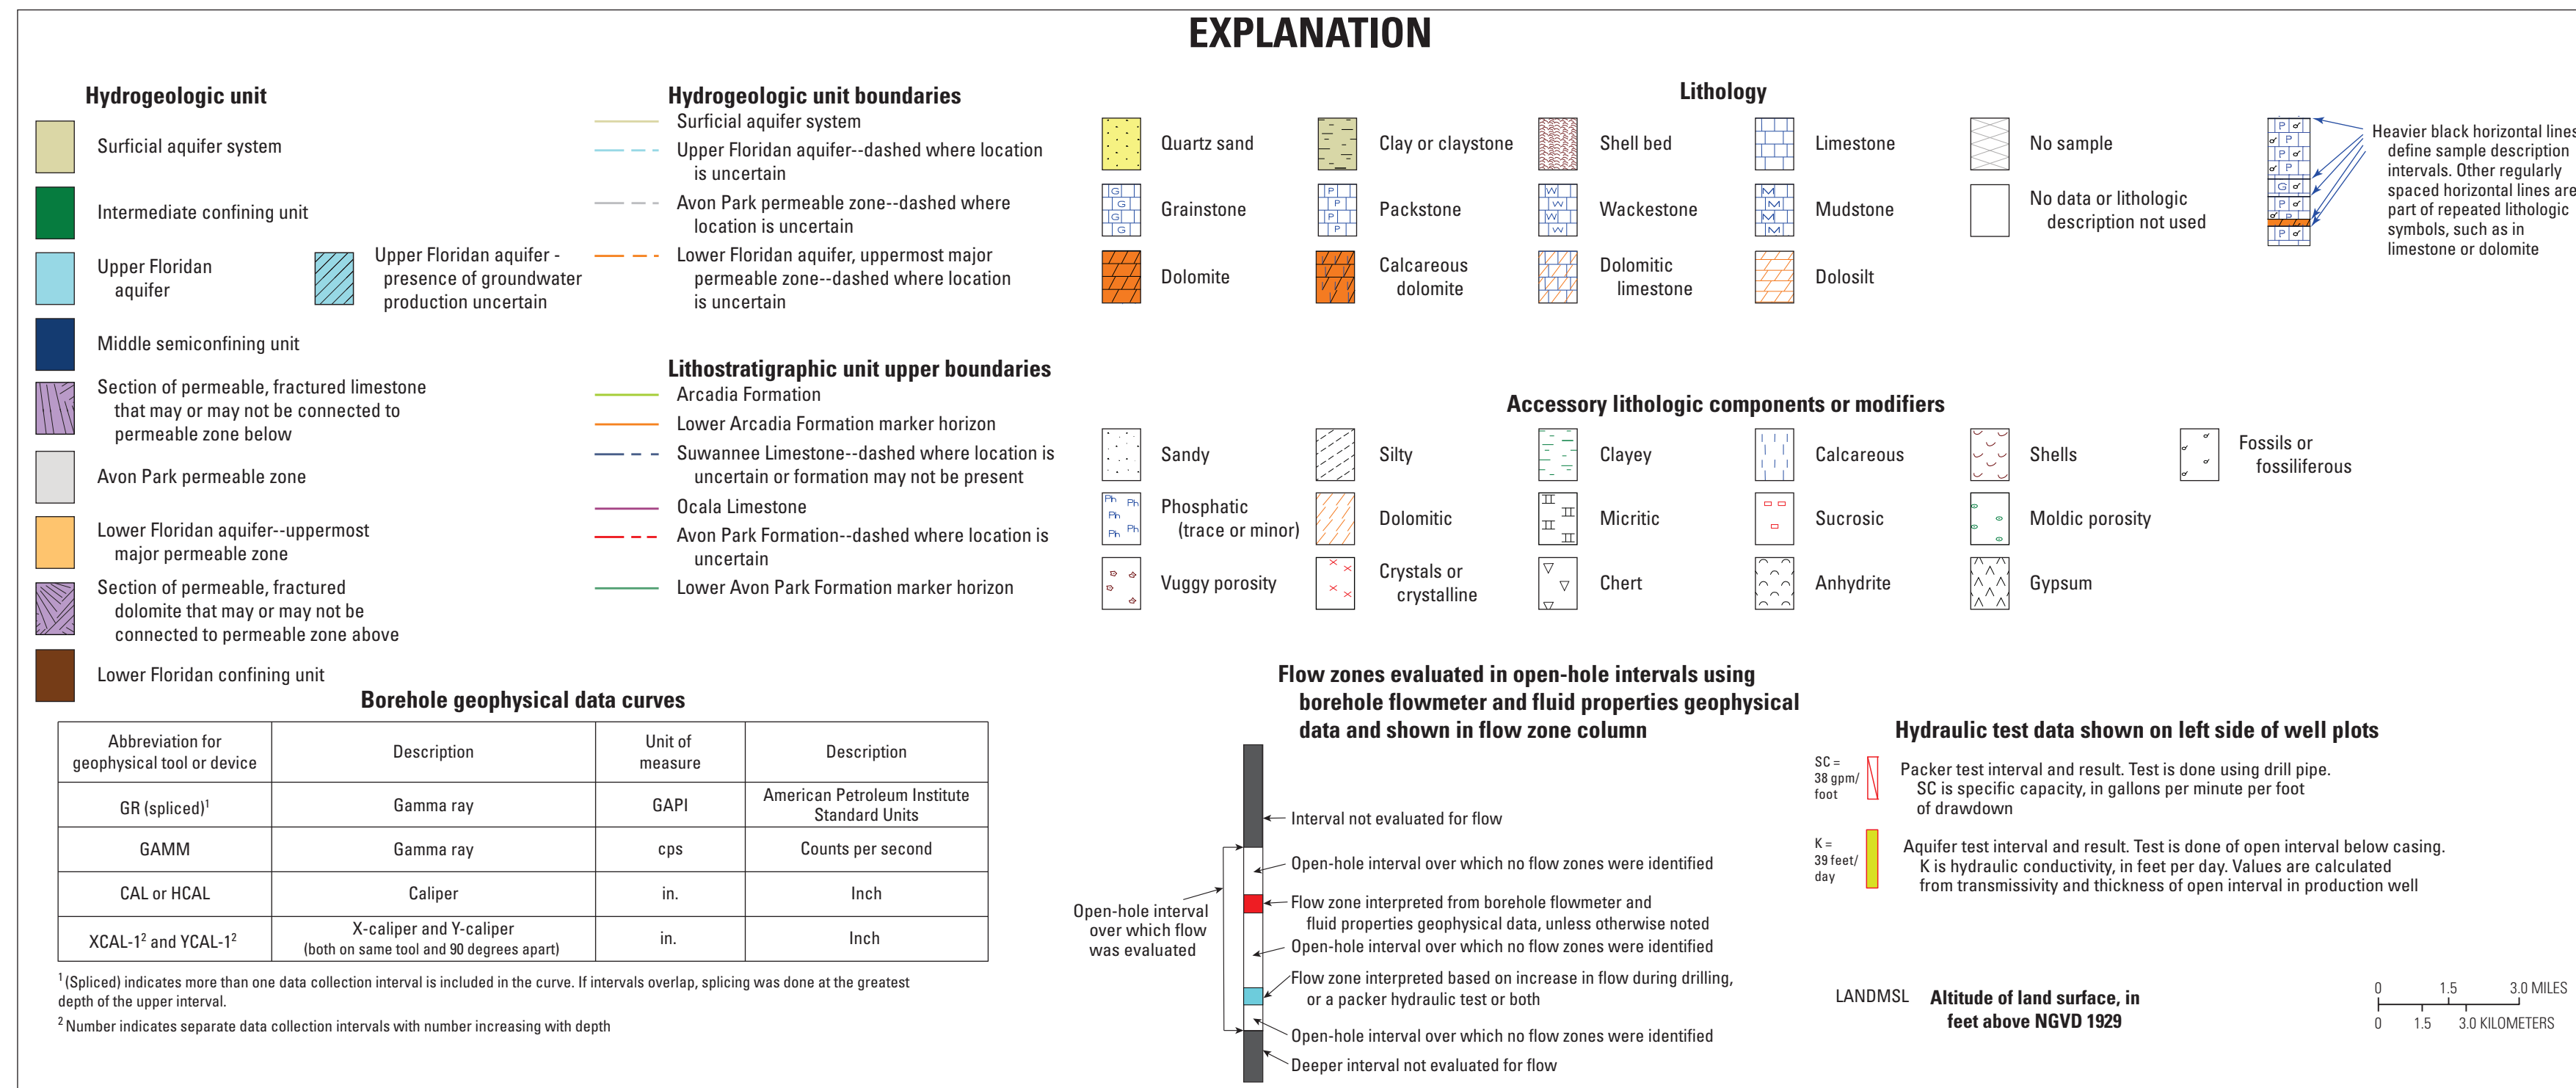 EXPLANATION
Hydrogeologic unit
Surficial aquifer system
Intermediate confining unit
Upper Floridan
aquifer
Upper Floridan aquifer -
presence of groundwater
production uncertain
Middle semiconfining unit
Section of permeable, fractured limestone
that may or may not be connected to
permeable zone below
Avon Park permeable zone
Lower Floridan aquifer--uppermost
major permeable zone
Section of permeable, fractured
dolomite that may or may not be
connected to permeable zone above
Lower Floridan confining unit
Hydrogeologic unit boundaries
Surficial aquifer system
Upper Floridan aquifer--dashed where location
is uncertain
Avon Park permeable zone--dashed where
location is uncertain
Lower Floridan aquifer, uppermost major
permeable zone--dashed where location
is uncertain
Lithostratigraphic unit upper boundaries
Arcadia Formation
Lower Arcadia Formation marker horizon
Suwannee Limestone--dashed where location is
uncertain or formation may not be present
Ocala Limestone
Avon Park Formation--dashed where location is
uncertain
Lower Avon Park Formation marker horizon
Lithology
Quartz sand
Clay or claystone
Shell bed
Limestone
No sample
G
G
G
G
Grainstone
P
P
P
P
Packstone
W
W
W
W
Wackestone
M
M
M
M
Mudstone
No data or lithologic
description not used
Dolomite
Calcareous
dolomite
Dolomitic
limestone
Dolosilt
P
P
P
P
G
P
P
P
Heavier black horizontal lines
define sample description
intervals. Other regularly
spaced horizontal lines are
part of repeated lithologic
symbols, such as in
limestone or dolomite
Accessory lithologic components or modifiers
Sandy
Silty
Clayey
Calcareous
Shells
Fossils or
fossiliferous
Ph Ph
Ph
Ph
Ph
Phosphatic
(trace or minor)
Dolomitic
Micritic
Sucrosic
Moldic porosity
Vuggy porosity
Crystals or
crystalline
Chert
Anhydrite
Gypsum
Borehole geophysical data curves
Abbreviation for
geophysical tool or device
Description
Unit of
measure
Description
GR (spliced)1
Gamma ray
GAPI
American Petroleum Institute
Standard Units
GAMM
Gamma ray
cps
Counts per second
CAL or HCAL
Caliper
in.
Inch
XCAL-1² and YCAL-1²
X-caliper and Y-caliper
(both on same tool and 90 degrees apart)
in.
Inch
1 (Spliced) indicates more than one data collection interval is included in the curve. If intervals overlap, splicing was done at the greatest
depth of the upper interval.
2 Number indicates separate data collection intervals with number increasing with depth
Flow zones evaluated in open-hole intervals using
borehole flowmeter and fluid properties geophysical
data and shown in flow zone column
Interval not evaluated for flow
Open-hole interval over which no flow zones were identified
Flow zone interpreted from borehole flowmeter and
fluid properties geophysical data, unless otherwise noted
Open-hole interval
over which flow
was evaluated
Open-hole interval over which no flow zones were identified
Flow zone interpreted based on increase in flow during drilling,
or a packer hydraulic test or both
Open-hole interval over which no flow zones were identified
Deeper interval not evaluated for flow
Hydraulic test data shown on left side of well plots
SC =
38 gpm/
foot
Packer test interval and result. Test is done using drill pipe.
SC is specific capacity, in gallons per minute per foot
of drawdown
K =
39 feet/
day
Aquifer test interval and result. Test is done of open interval below casing.
K is hydraulic conductivity, in feet per day. Values are calculated
from transmissivity and thickness of open interval in production well
LANDMSL
Altitude of land surface, in
feet above NGVD 1929
0 1.5 3.0 MILES
0 1.5 3.0 KILOMETERS